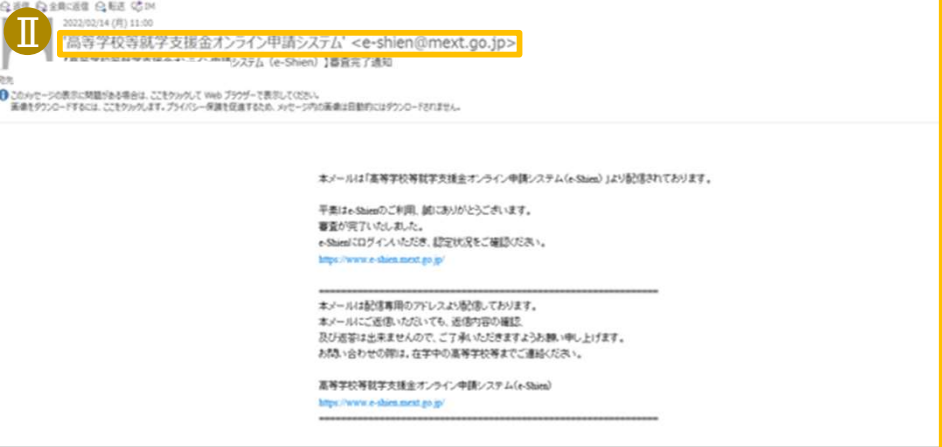 返信 全員に返信 転送 IM
Ⅱ
2022/02/14 (月) 11:00
'高等学校等就学支援金オンライン申請システム' <e-shien@mext.go.jp>
システム（e-Shien）】審査完了通知
宛先
このメッセージの表示に問題がある場合は、ここをクリックして Web ブラウザーで表示してください。
画像をダウンロードするには、ここをクリックします。プライバシー保護を促進するため、メッセージ内の画像は自動的にはダウンロードされません。
本メールは「高等学校等就学支援金オンライン申請システム（e-Shien）」より配信されております。
平素はe-Shienのご利用、誠にありがとうございます。
審査が完了いたしました。
e-Shienにログインいただき、認定状況をご確認ください。
https://www.e-shien.mext.go.jp/
本メールは配信専用のアドレスより配信しております。
本メールにご返信いただいても、返信内容の確認、
及び返答は出来ませんので、ご了承いただきますようお願い申し上げます。
お問い合わせの際は、在学中の高等学校等までご連絡ください。
高等学校等就学支援金オンライン申請システム（e-Shien）
https://www.e-shien.mext.go.jp/